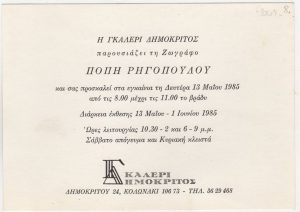 Η ΓΚΑΛΕΡΙ ΔΗΜΟΚΡΙΤΟΣ
παρουσιάζει τη Ζωγράφο
ΠΟΠΗ ΡΗΓΟΠΟΥΛΟΥ
και σας προσκαλεί στα εγκαίνια τη Δευτέρα 13 Μαΐου 1985
από τις 8.00 μέχρι τις 11.00 το βράδυ
Διάρκεια έκθεσης 13 Μαΐου - 1 Ιουνίου 1985
Ώρες λειτουργίας 10.30 - 2 και 6 - 9 μ.μ.
Σάββατο απόγευμα και Κυριακή κλειστά
ΓΚΑΛΕΡΙ
ΔΗΜΟΚΡΙΤΟΣ
ΔΗΜΟΚΡΙΤΟΥ 24, ΚΟΛΩΝΑΚΙ 106 73 - ΤΗΛ. 36 29 468